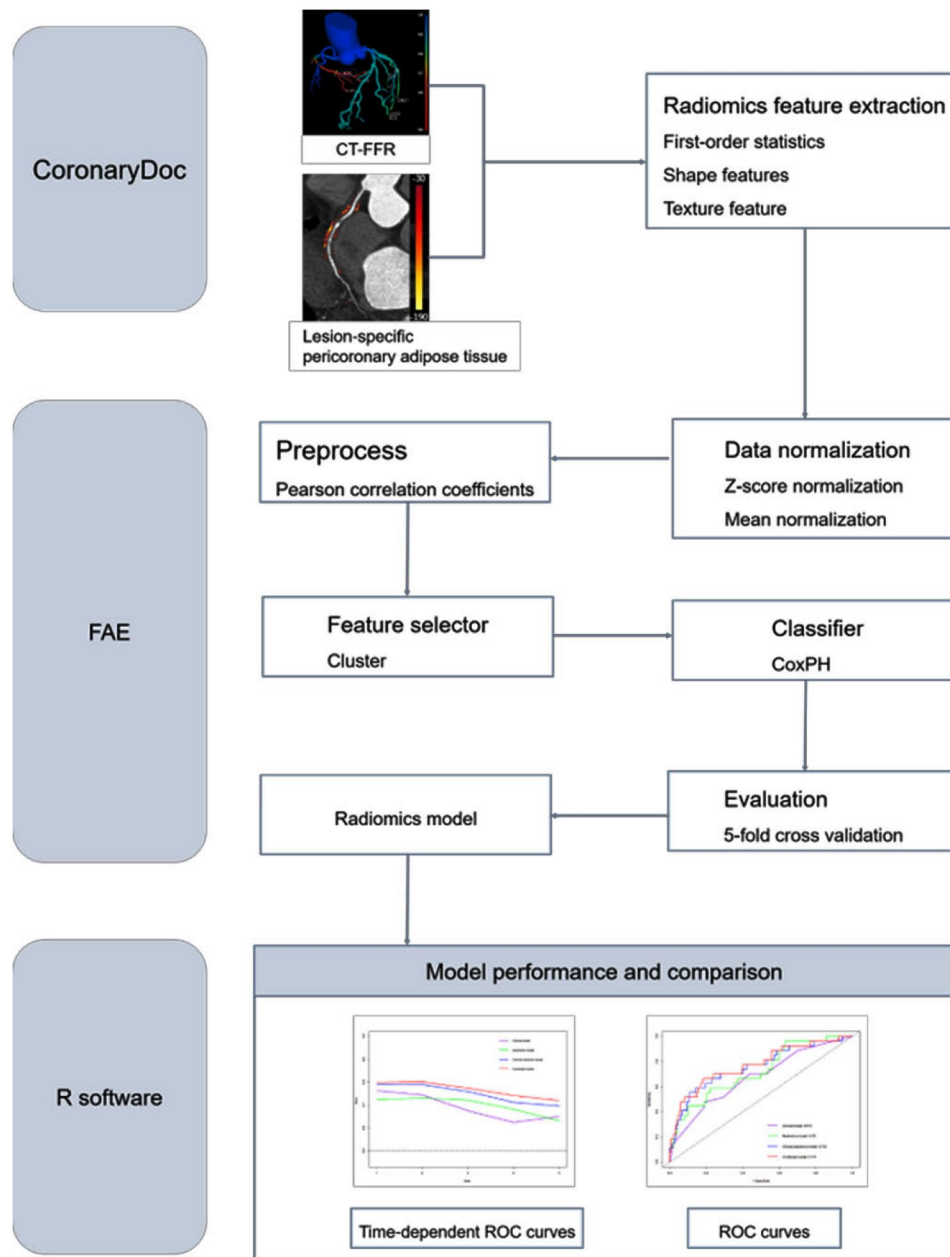 CoronaryDoc
CT-FFR
-30
-190
Lesion-specific
pericoronary adipose tissue
Radiomics feature extraction
First-order statistics
Shape features
Texture feature
FAE
Data normalization
Z-score normalization
Mean normalization
Preprocess
Pearson correlation coefficients
Feature selector
Cluster
Classifier
CoxPH
Evaluation
5-fold cross validation
Radiomics model
R software
Model performance and comparison
Time-dependent ROC curves
ROC curves